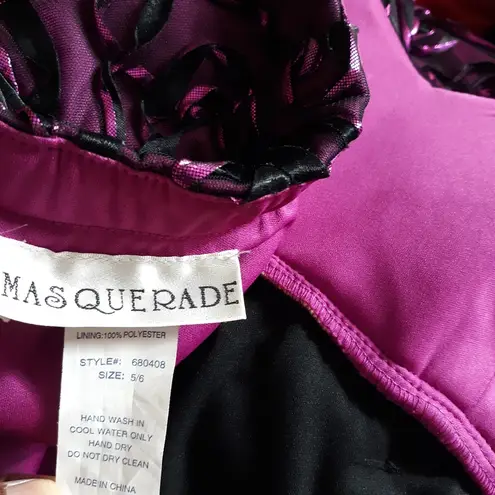 MASQUERADE
LINING:100% POLYESTER
STYLE#: 680408
SIZE: 5/6
HAND WASH IN
COOL WATER ONLY
HAND DRY
DO NOT DRY CLEAN
MADE IN CHINA